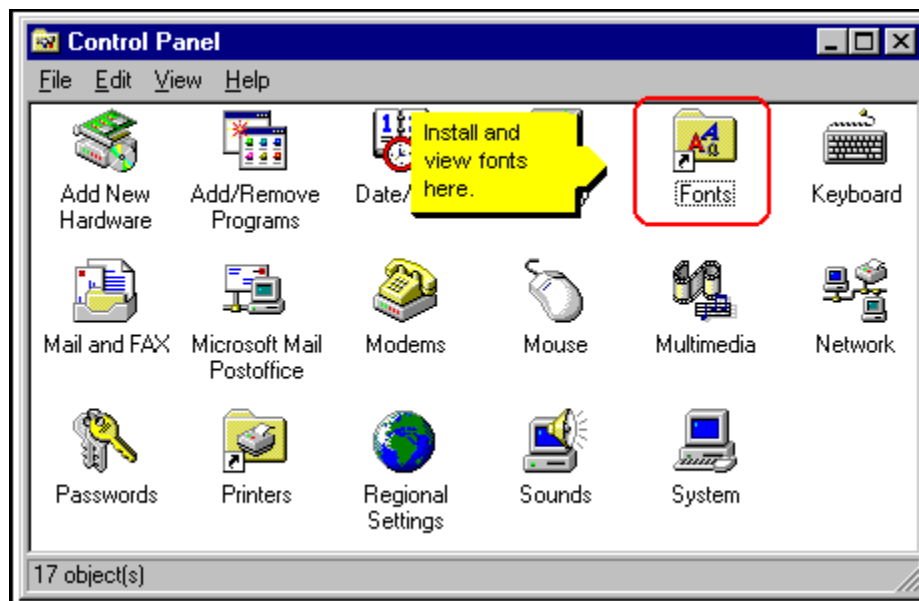 Control Panel
File Edit View Help
Install and
view fonts
here.
Add New
Hardware
Add/Remove
Programs
Date/
Fonts
Keyboard
Mail and FAX
Microsoft Mail
Postoffice
Modems
Mouse
Multimedia
Network
Passwords
Printers
Regional
Settings
Sounds
System
17 object(s)